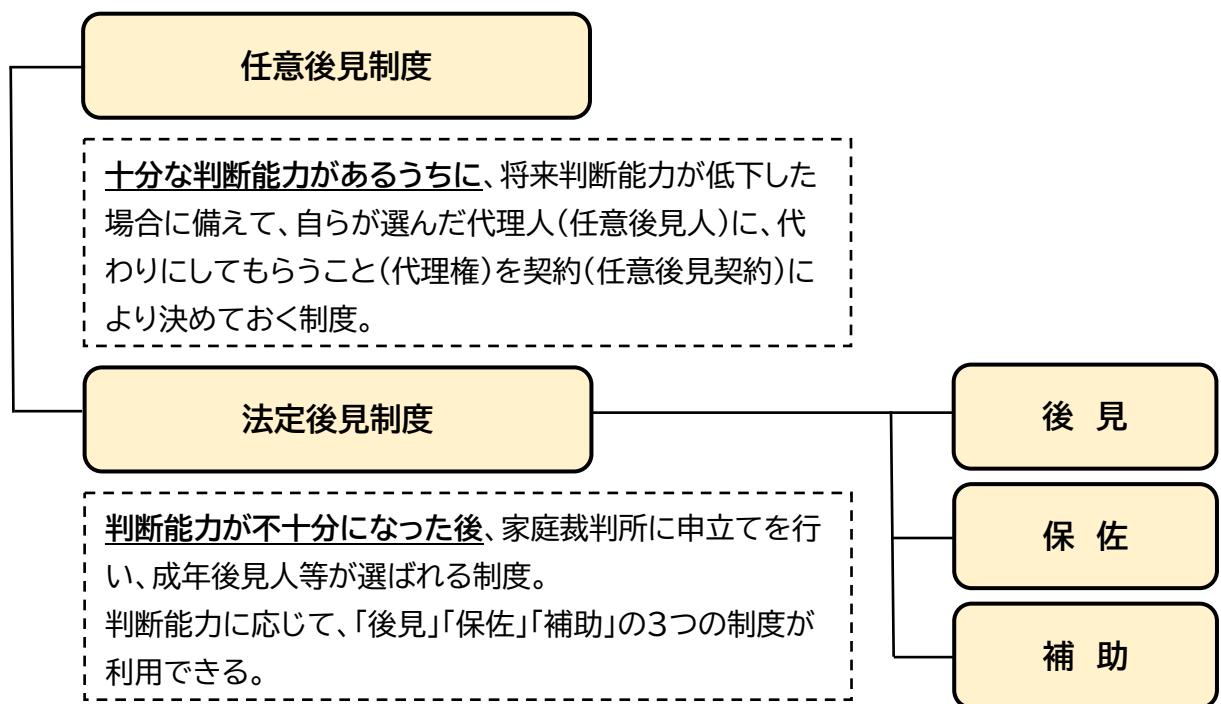 任意後見制度
十分な判断能力があるうちに、将来判断能力が低下した
場合に備えて、自らが選んだ代理人(任意後見人)に、代
わりにしてもらうこと(代理権)を契約(任意後見契約)に
より決めておく制度。
法定後見制度
後 見
判断能力が不十分になった後、家庭裁判所に申立てを行
い、成年後見人等が選ばれる制度。
判断能力に応じて、「後見」「保佐」「補助」の3つの制度が
利用できる。
保 佐
補 助